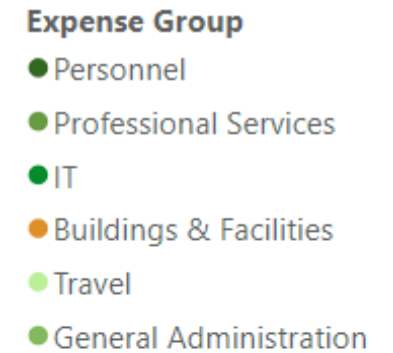 Expense Group
Personnel
Professional Services
IT
Buildings & Facilities
Travel
General Administration